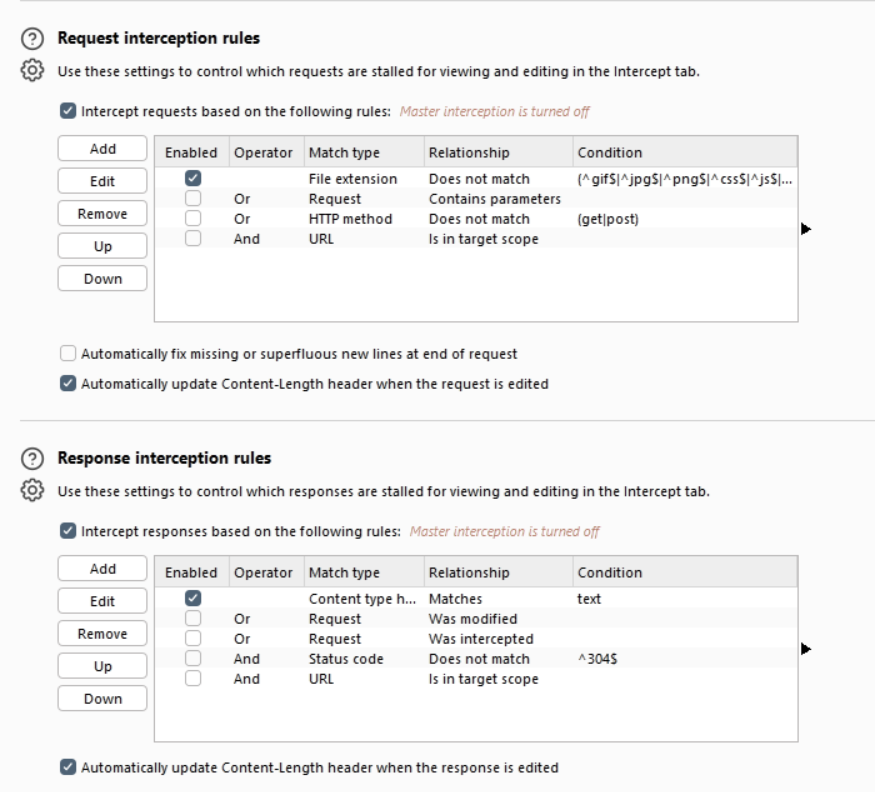 Request interception rules
Use these settings to control which requests are stalled for viewing and editing in the Intercept tab.
Intercept requests based on the following rules: Master interception is turned off
Add
Edit
Remove
Up
Down
Enabled Operator Match type Relationship Condition
File extension Does not match (^gif$|^jpg$|^png$|^css$|^js$|...
Or Request Contains parameters
Or HTTP method Does not match (get|post)
And URL Is in target scope
Automatically fix missing or superfluous new lines at end of request
Automatically update Content-Length header when the request is edited
Response interception rules
Use these settings to control which responses are stalled for viewing and editing in the Intercept tab.
Intercept responses based on the following rules: Master interception is turned off
Add
Edit
Remove
Up
Down
Enabled Operator Match type Relationship Condition
Content type h... Matches text
Or Request Was modified
Or Request Was intercepted
And Status code Does not match ^304$
And URL Is in target scope
Automatically update Content-Length header when the response is edited